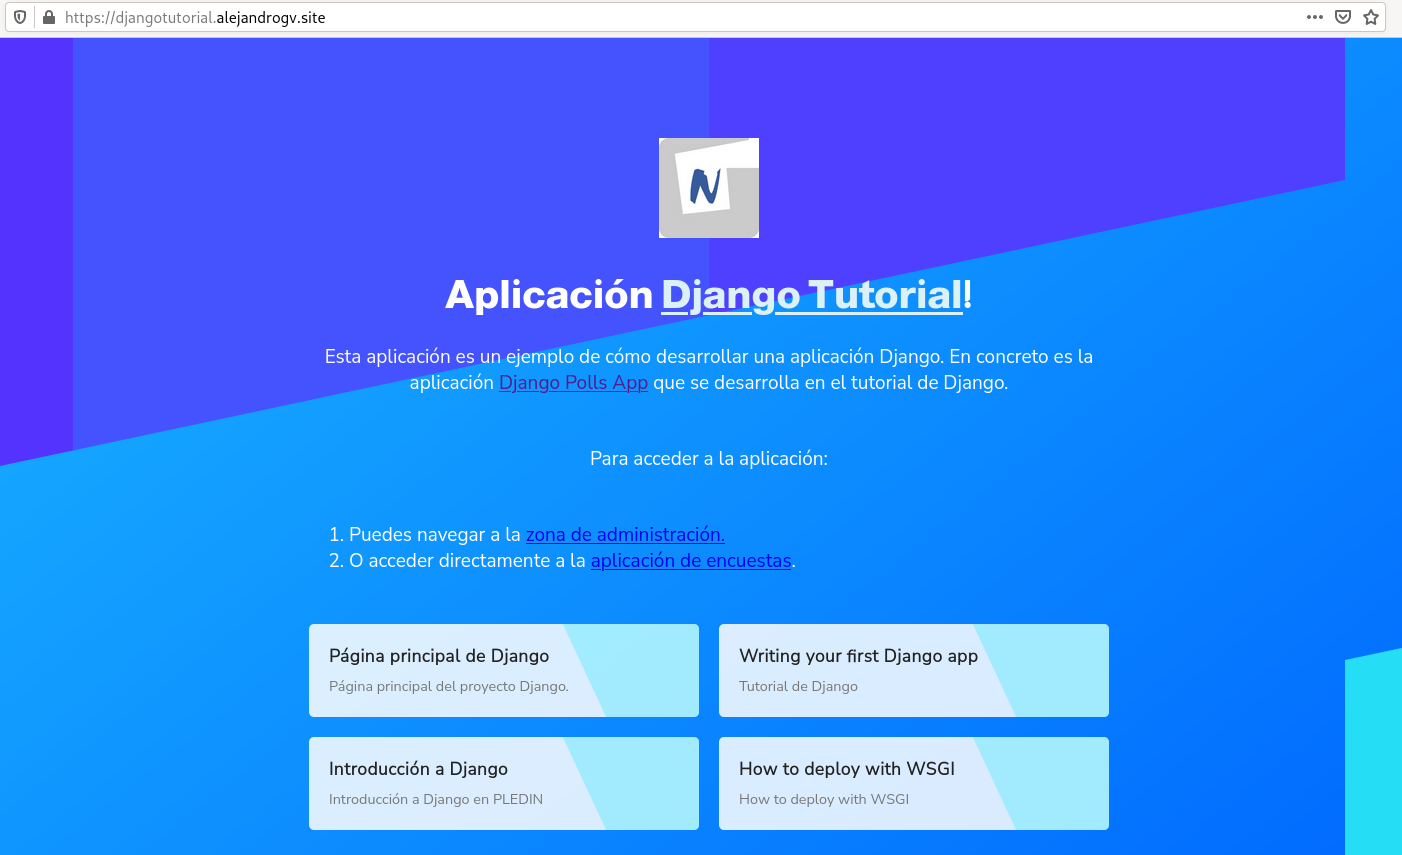 https://djangotutorial.alejandrogv.site
N
Aplicación Django Tutorial!
Esta aplicación es un ejemplo de cómo desarrollar una aplicación Django. En concreto es la
aplicación Django Polls App que se desarrolla en el tutorial de Django.
Para acceder a la aplicación:
1. Puedes navegar a la zona de administración.
2. O acceder directamente a la aplicación de encuestas.
Página principal de Django
Página principal del proyecto Django.
Writing your first Django app
Tutorial de Django
Introducción a Django
Introducción a Django en PLEDIN
How to deploy with WSGI
How to deploy with WSGI